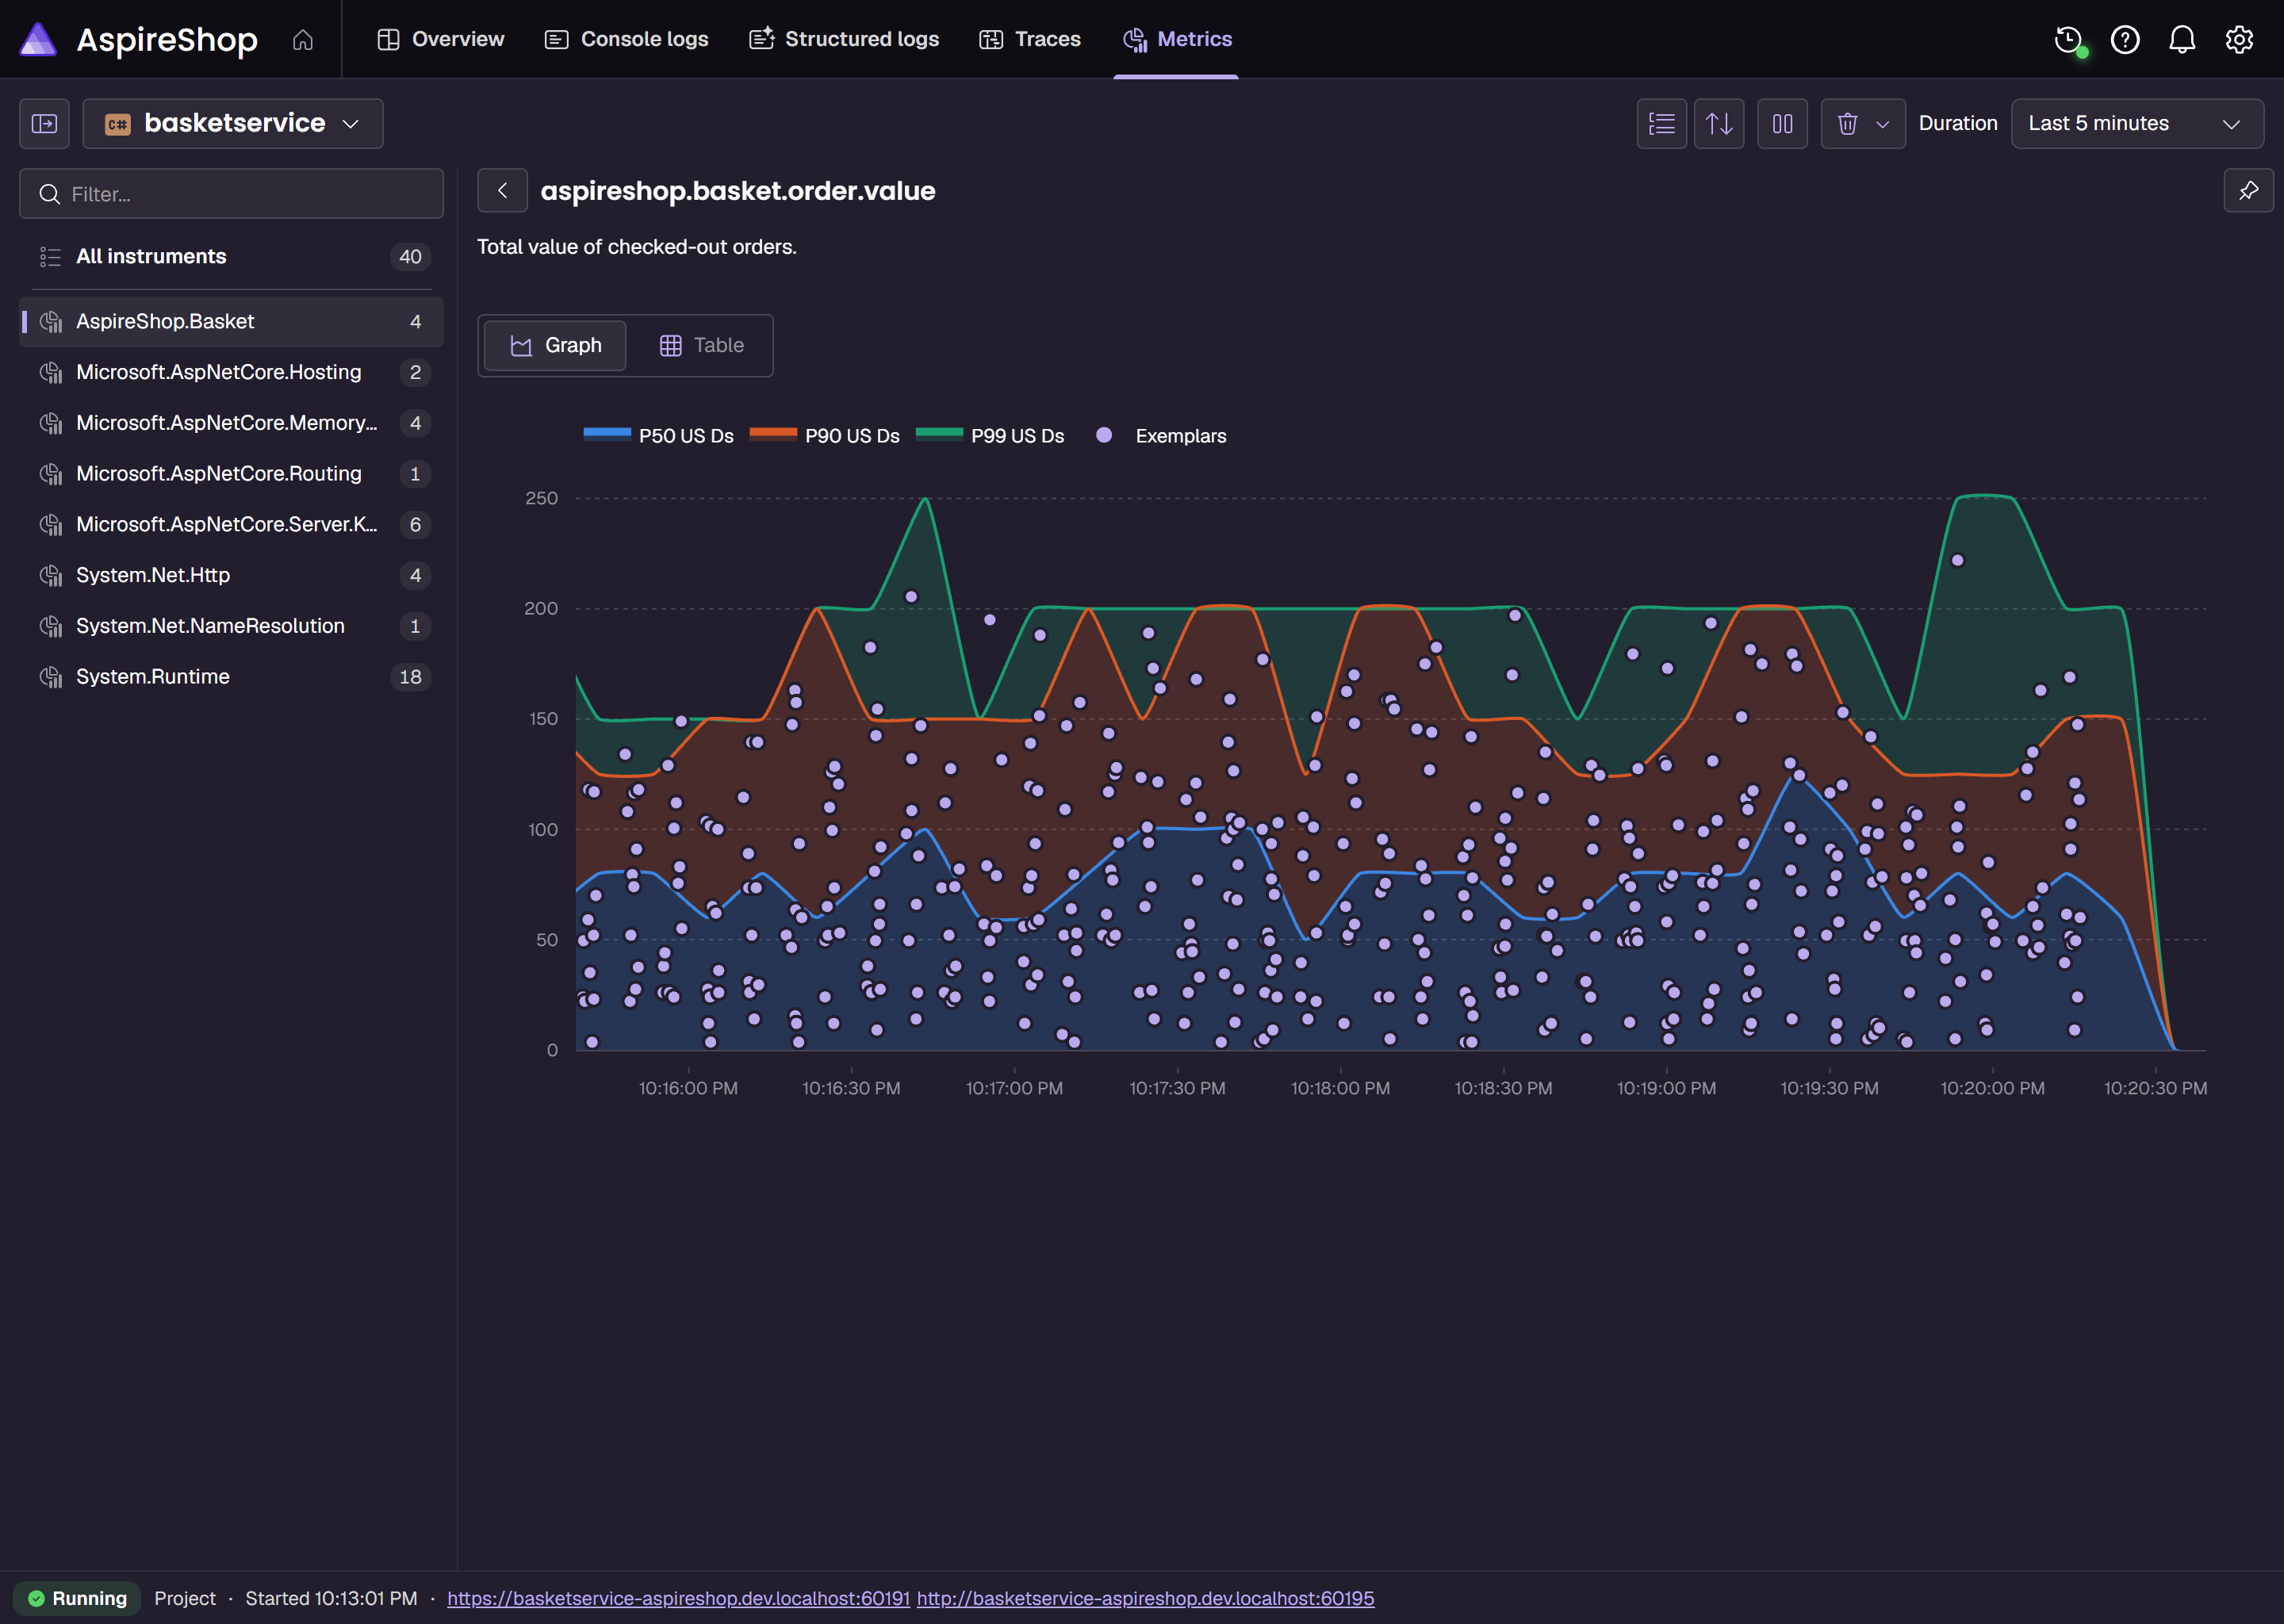 AspireShop
Overview
Console logs
Structured logs
Traces
Metrics
C# basketservice
Duration
Last 5 minutes
Filter...
All instruments 40
AspireShop.Basket 4
Microsoft.AspNetCore.Hosting 2
Microsoft.AspNetCore.Memory... 4
Microsoft.AspNetCore.Routing 1
Microsoft.AspNetCore.Server.K... 6
System.Net.Http 4
System.Net.NameResolution 1
System.Runtime 18
aspireshop.basket.order.value
Total value of checked-out orders.
Graph
Table
P50 US Ds P90 US Ds P99 US Ds Exemplars
250
200
150
100
50
0
10:16:00 PM 10:16:30 PM 10:17:00 PM 10:17:30 PM 10:18:00 PM 10:18:30 PM 10:19:00 PM 10:19:30 PM 10:20:00 PM 10:20:30 PM
Running Project · Started 10:13:01 PM · https://basketservice-aspireshop.dev.localhost:60191 http://basketservice-aspireshop.dev.localhost:60195